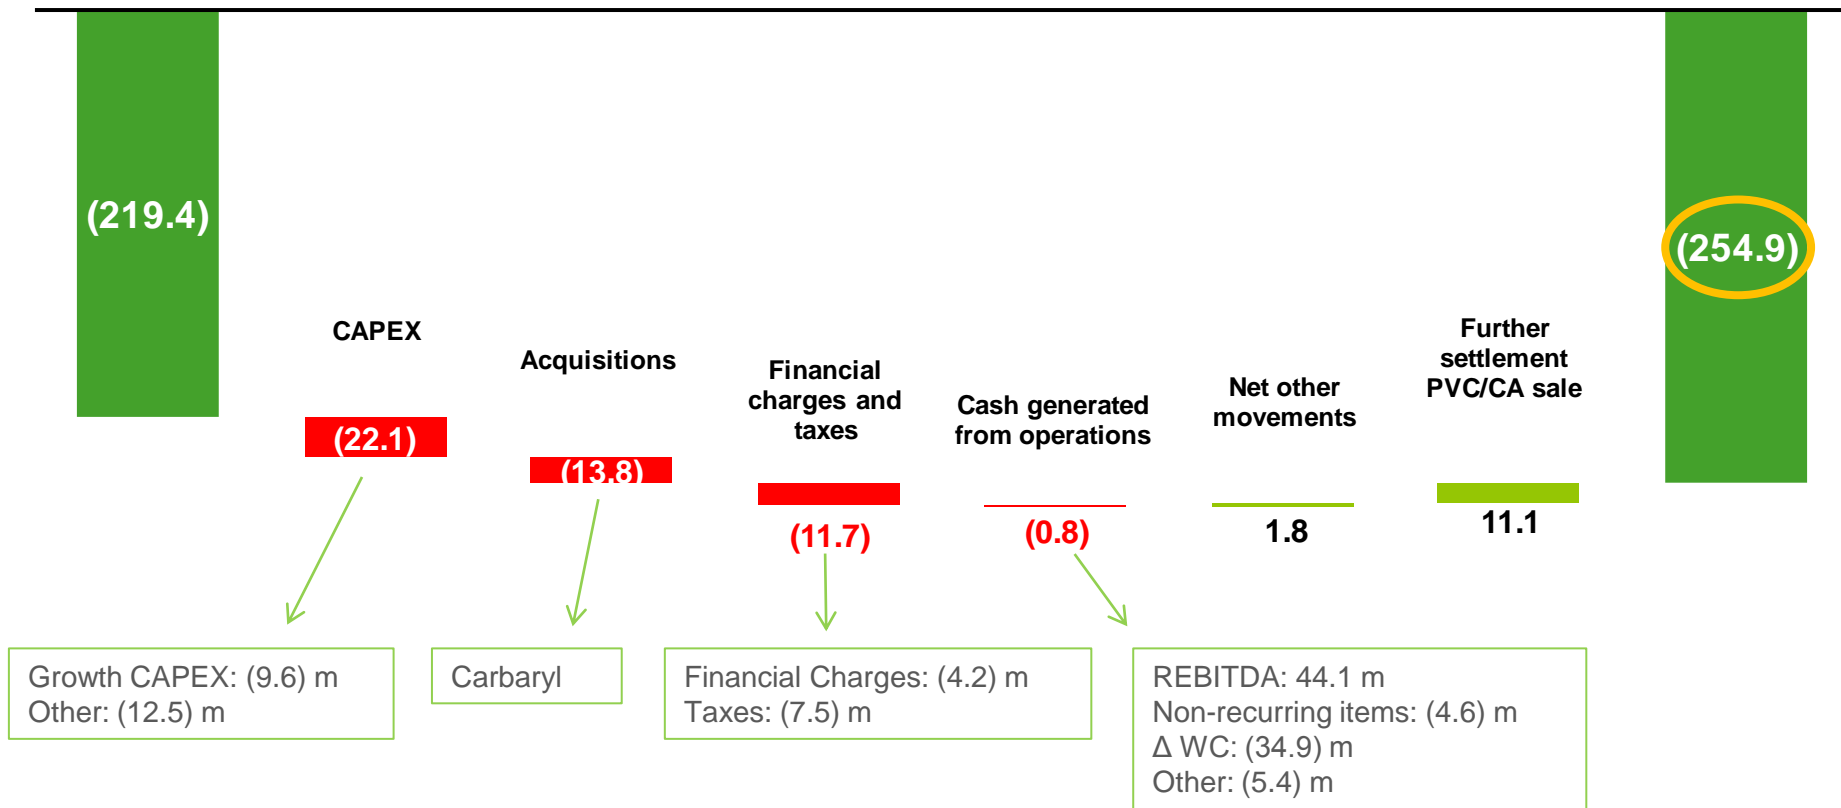 (219.4)
CAPEX
(22.1)
Acquisitions
(13.8)
Financial
charges and
taxes
(11.7)
Cash generated
from operations
(0.8)
Net other
movements
1.8
Further
settlement
PVC/CA sale
11.1
(254.9)
Growth CAPEX: (9.6) m
Other: (12.5) m
Carbaryl
Financial Charges: (4.2) m
Taxes: (7.5) m
REBITDA: 44.1 m
Non-recurring items: (4.6) m
Δ WC: (34.9) m
Other: (5.4) m